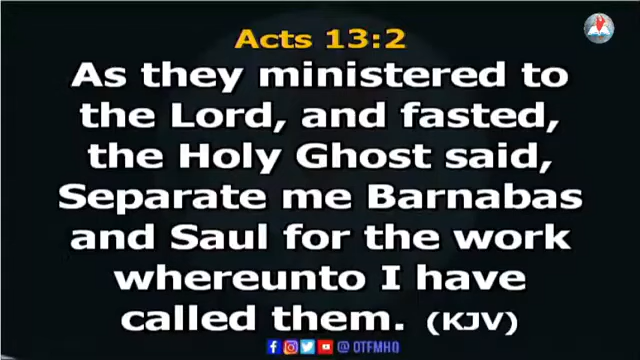 Acts 13:2
As they ministered to
the Lord, and fasted,
the Holy Ghost said,
Separate me Barnabas
and Saul for the work
whereunto I have
called them. (KJV)
@ OTFMHQ